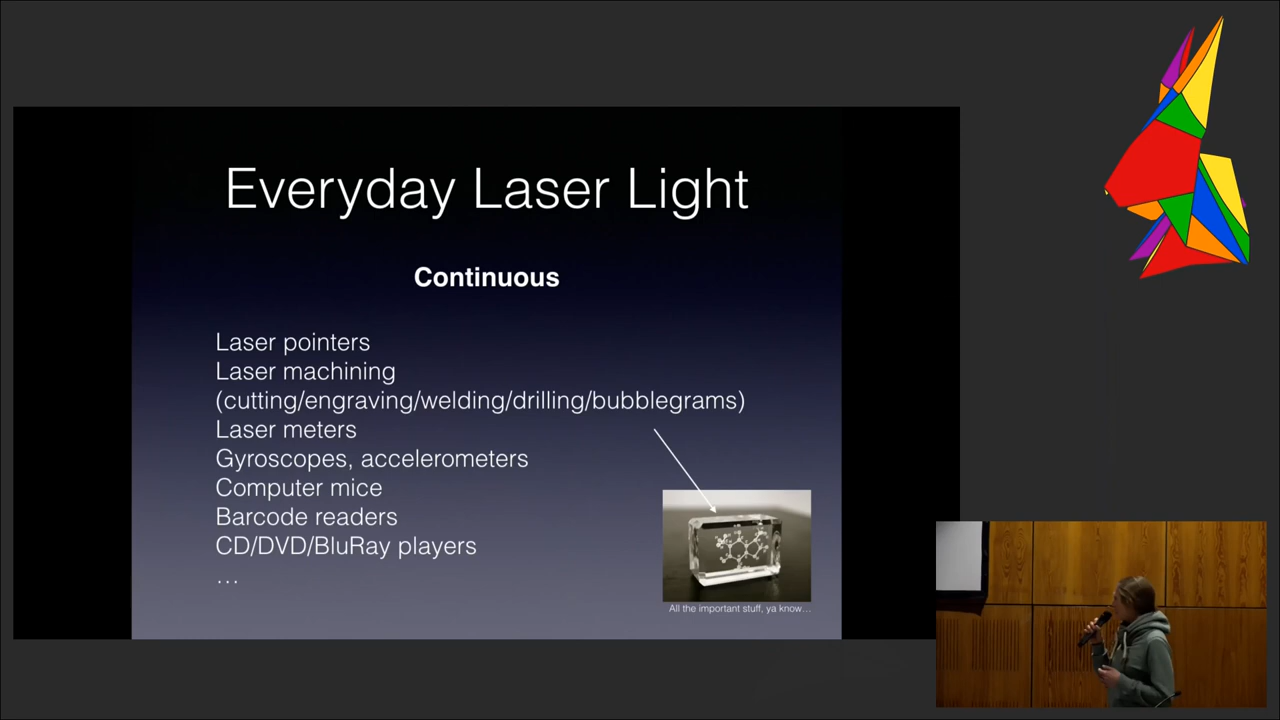 Everyday Laser Light
Continuous
Laser pointers
Laser machining
(cutting/engraving/welding/drilling/bubblegrams)
Laser meters
Gyroscopes, accelerometers
Computer mice
Barcode readers
CD/DVD/BluRay players
...
All the important stuff, ya know...